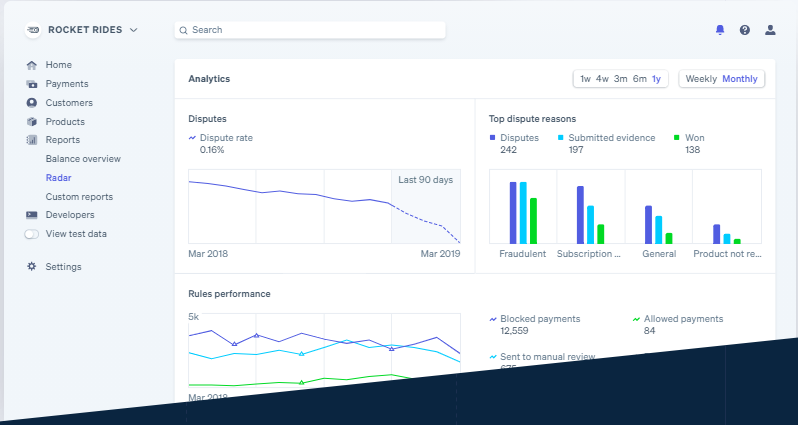 ROCKET RIDES
Search
Home
Payments
Customers
Products
Reports
Balance overview
Radar
Custom reports
Developers
View test data
Settings
Analytics
1w 4w 3m 6m 1y
Weekly Monthly
Disputes
Dispute rate
0.16%
Last 90 days
Mar 2018
Mar 2019
Top dispute reasons
Disputes
242
Submitted evidence
197
Won
138
Fraudulent
Subscription ...
General
Product not re...
Rules performance
5k
Mar 2018
Blocked payments
12,559
Allowed payments
84
Sent to manual review